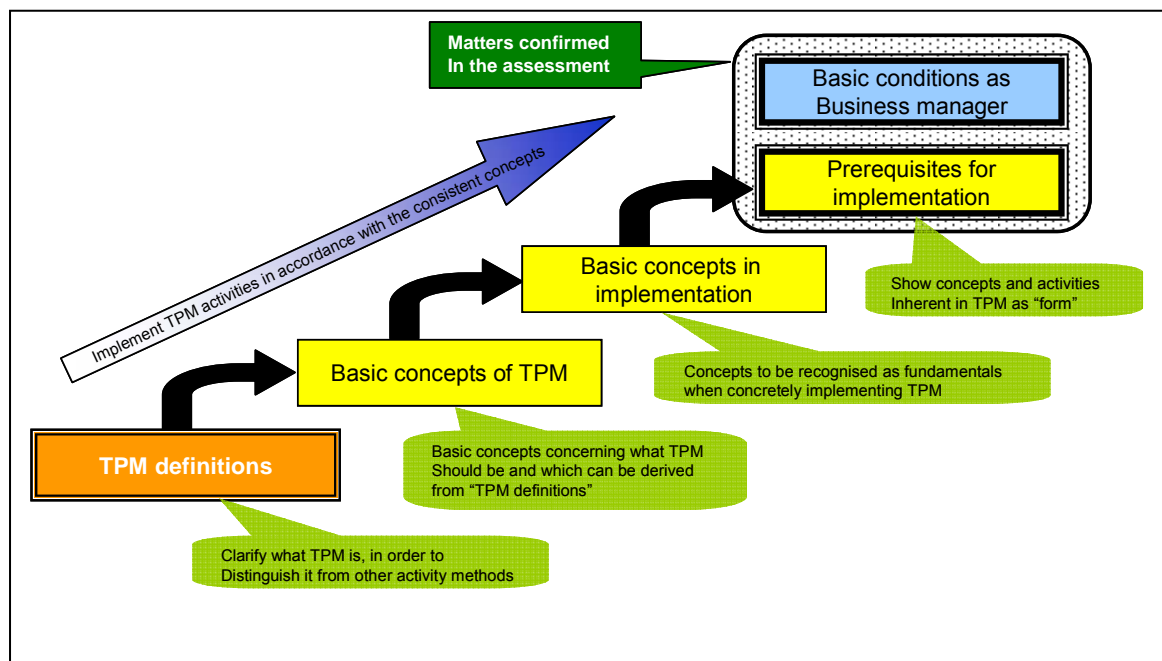 Matters confirmed
In the assessment
Basic conditions as
Business manager
Prerequisites for
implementation
Implement TPM activities in accordance with the consistent concepts
Basic concepts in
implementation
Show concepts and activities
Inherent in TPM as “form”
Basic concepts of TPM
Concepts to be recognised as fundamentals
when concretely implementing TPM
TPM definitions
Basic concepts concerning what TPM
Should be and which can be derived
from “TPM definitions”
Clarify what TPM is, in order to
Distinguish it from other activity methods